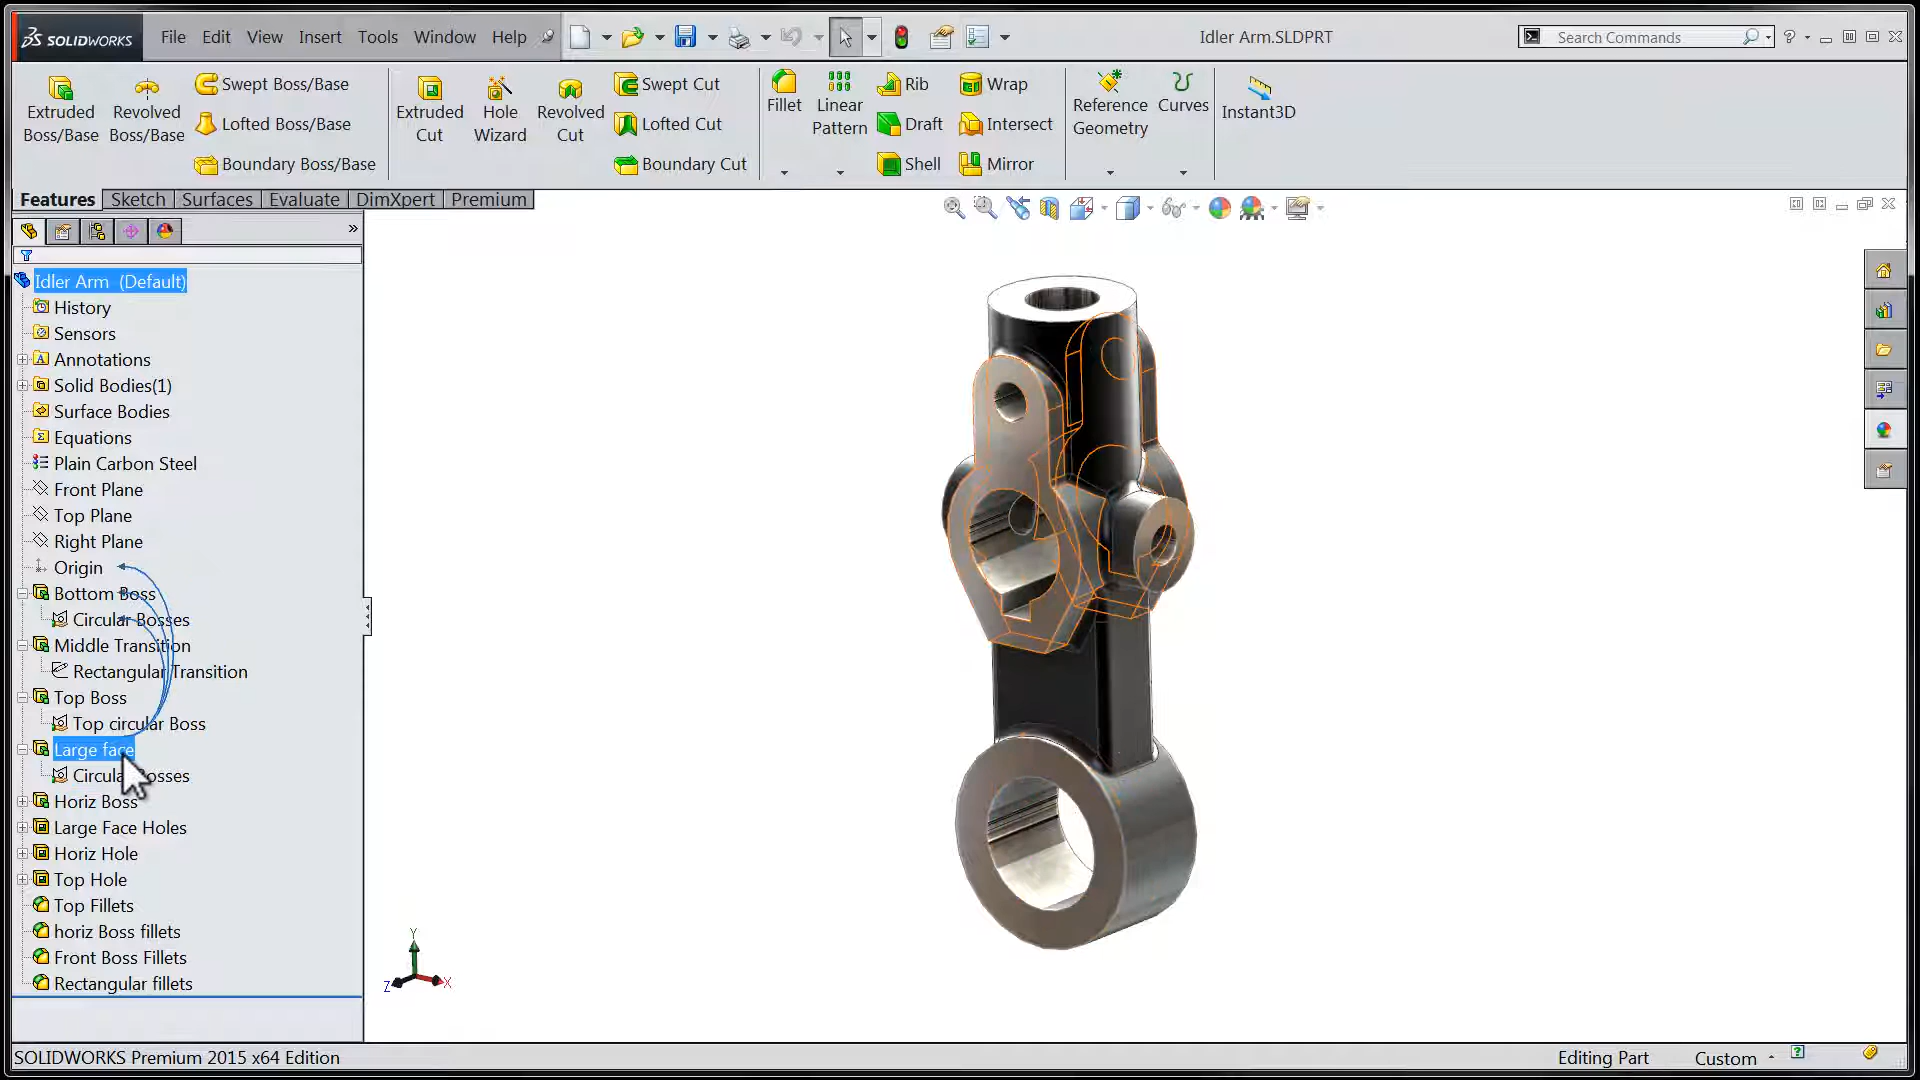 SOLIDWORKS File Edit View Insert Tools Window Help Idler Arm.SLDPRT Search Commands ?
Extruded Boss/Base
Revolved Boss/Base
Swept Boss/Base
Lofted Boss/Base
Boundary Boss/Base
Extruded Cut
Hole Wizard
Revolved Cut
Swept Cut
Lofted Cut
Boundary Cut
Fillet
Linear Pattern
Rib
Draft
Shell
Wrap
Intersect
Mirror
Reference Geometry
Curves
Instant3D
Features Sketch Surfaces Evaluate DimXpert Premium
»
Idler Arm (Default)
History
Sensors
Annotations
Solid Bodies(1)
Surface Bodies
Equations
Plain Carbon Steel
Front Plane
Top Plane
Right Plane
Origin
Bottom Boss
Circular Bosses
Middle Transition
Rectangular Transition
Top Boss
Top circular Boss
Large face
Circular Bosses
Horiz Boss
Large Face Holes
Horiz Hole
Top Hole
Top Fillets
horiz Boss fillets
Front Boss Fillets
Rectangular fillets
Y
Z
X
SOLIDWORKS Premium 2015 x64 Edition Editing Part Custom ?